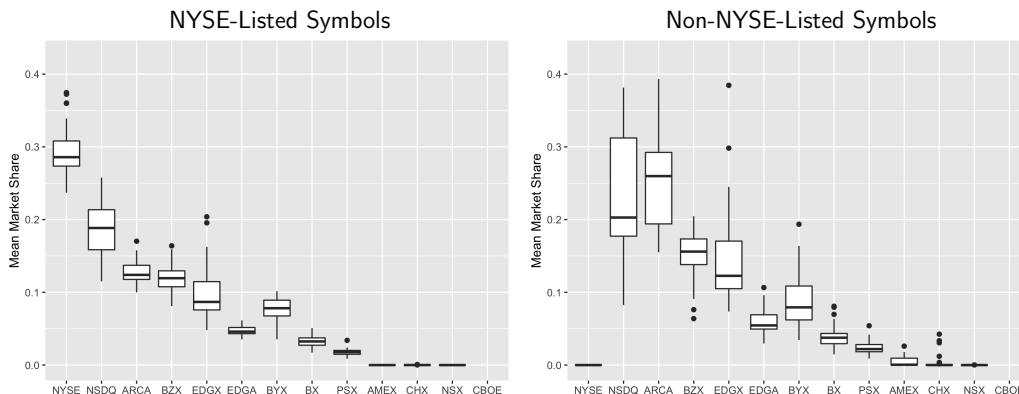 NYSE-Listed Symbols
Mean Market Share
0.4
0.3
0.2
0.1
0.0
NYSE NSDQ ARCA BZX EDGX EDGA BYX BX PSX AMEX CHX NSX CBOE
Non-NYSE-Listed Symbols
Mean Market Share
0.4
0.3
0.2
0.1
0.0
NYSE NSDQ ARCA BZX EDGX EDGA BYX BX PSX AMEX CHX NSX CBOE